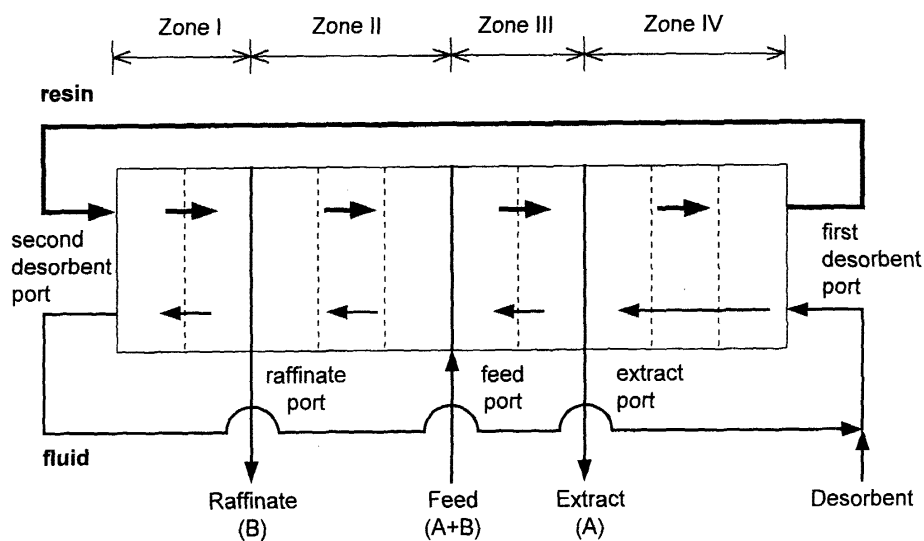 Zone I
Zone II
Zone III
Zone IV
resin
second
desorbent
port
first
desorbent
port
raffinate
port
feed
port
extract
port
fluid
Raffinate
(B)
Feed
(A+B)
Extract
(A)
Desorbent